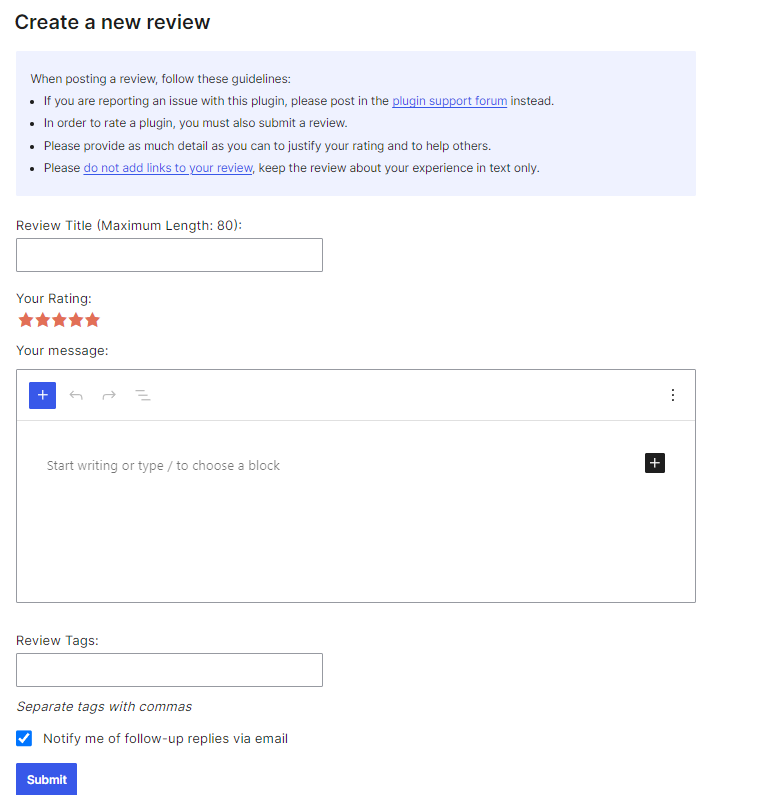 Create a new review
When posting a review, follow these guidelines:
If you are reporting an issue with this plugin, please post in the plugin support forum instead.
In order to rate a plugin, you must also submit a review.
Please provide as much detail as you can to justify your rating and to help others.
Please do not add links to your review, keep the review about your experience in text only.
Review Title (Maximum Length: 80):
Your Rating:
Your message:
Start writing or type / to choose a block
Review Tags:
Separate tags with commas
Notify me of follow-up replies via email
Submit